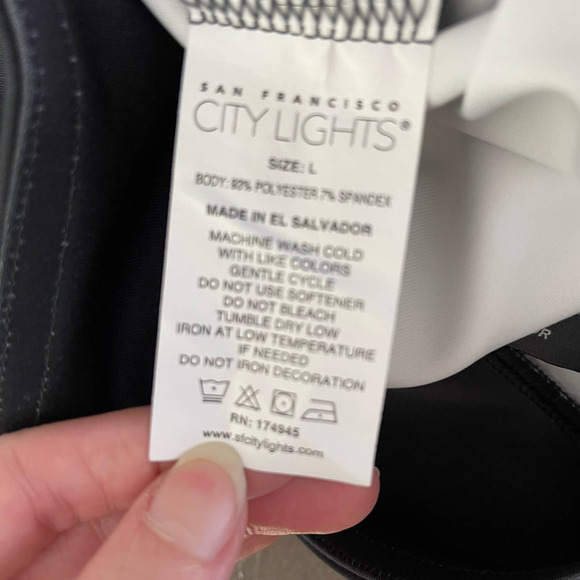 SAN FRANCISCO
CITY LIGHTS®
SIZE: L
BODY: 93% POLYESTER 7% SPANDEX
MADE IN EL SALVADOR
MACHINE WASH COLD
WITH LIKE COLORS
GENTLE CYCLE
DO NOT USE SOFTENER
DO NOT BLEACH
TUMBLE DRY LOW
IRON AT LOW TEMPERATURE
IF NEEDED
DO NOT IRON DECORATION
RN: 174945
www.sfcitylights.com